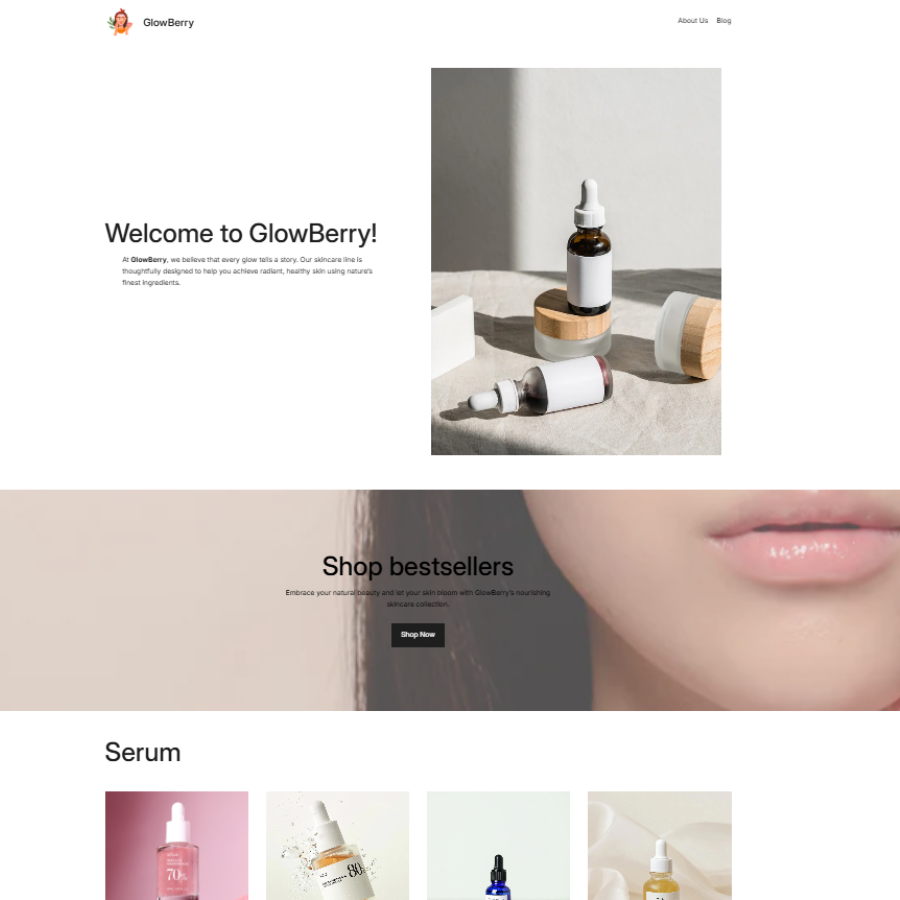 GlowBerry
About Us Blog
Welcome to GlowBerry!
At GlowBerry, we believe that every glow tells a story. Our skincare line is
thoughtfully designed to help you achieve radiant, healthy skin using nature's
finest ingredients.
Shop bestsellers
Embrace your natural beauty and let your skin bloom with GlowBerry's nourishing
skincare collection.
Shop Now
Serum
70%
80%